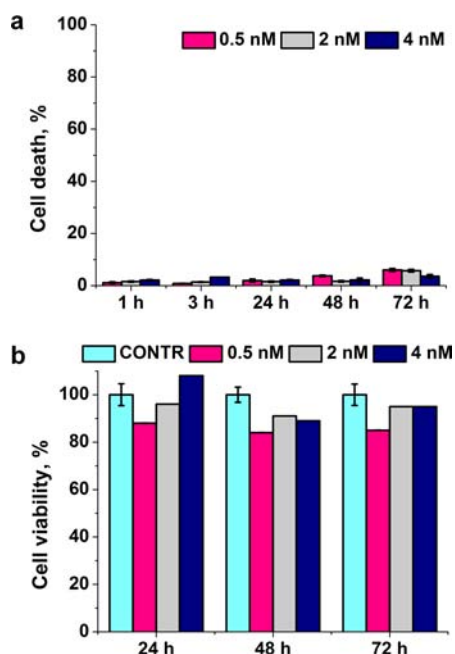 a
0.5 nM 2 nM 4 nM
Cell death, %
100
80
60
40
20
0
1 h 3 h 24 h 48 h 72 h
b
CONTR 0.5 nM 2 nM 4 nM
Cell viability, %
100
80
60
40
20
0
24 h 48 h 72 h